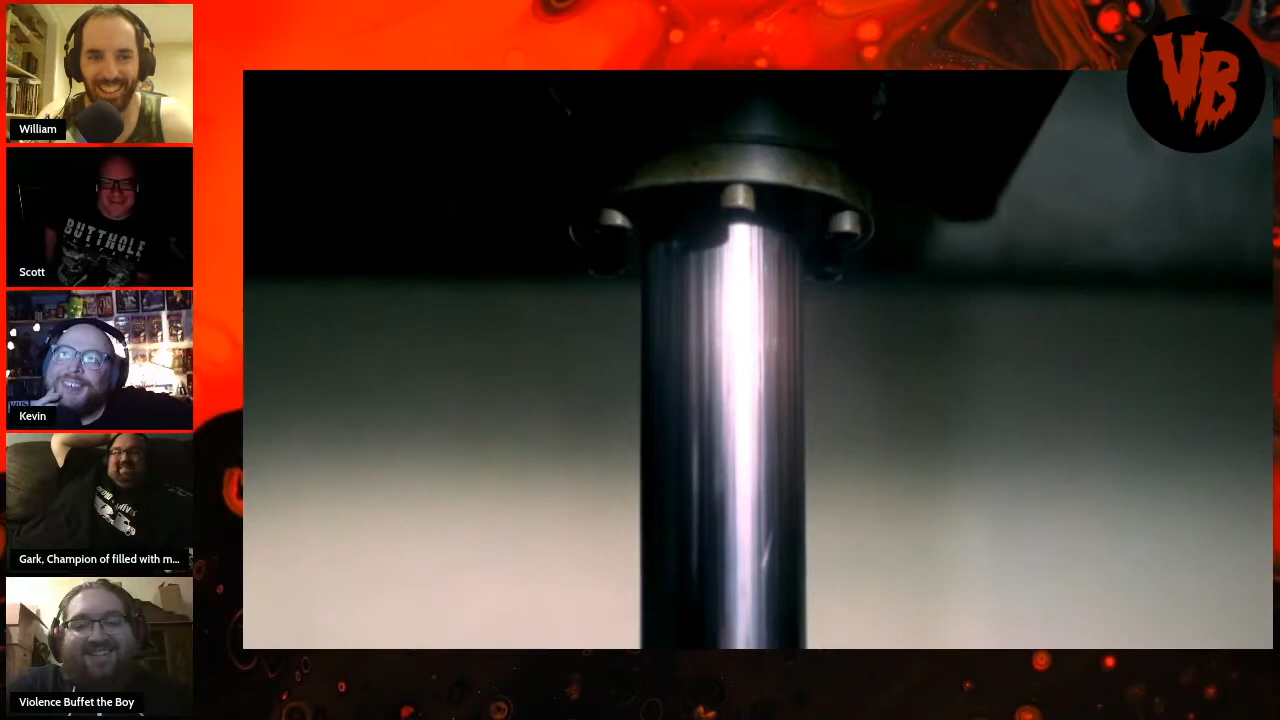 VB
William
BUTTHOLE
Scott
Kevin
Gark, Champion of filled with m...
Violence Buffet the Boy